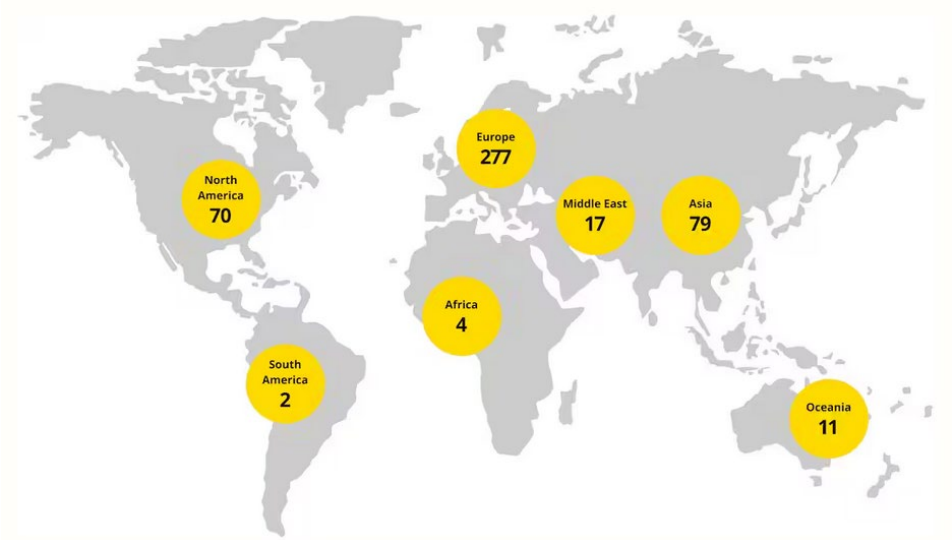 Europe
277
North
America
70
Middle East
17
Asia
79
Africa
4
South
America
2
Oceania
11